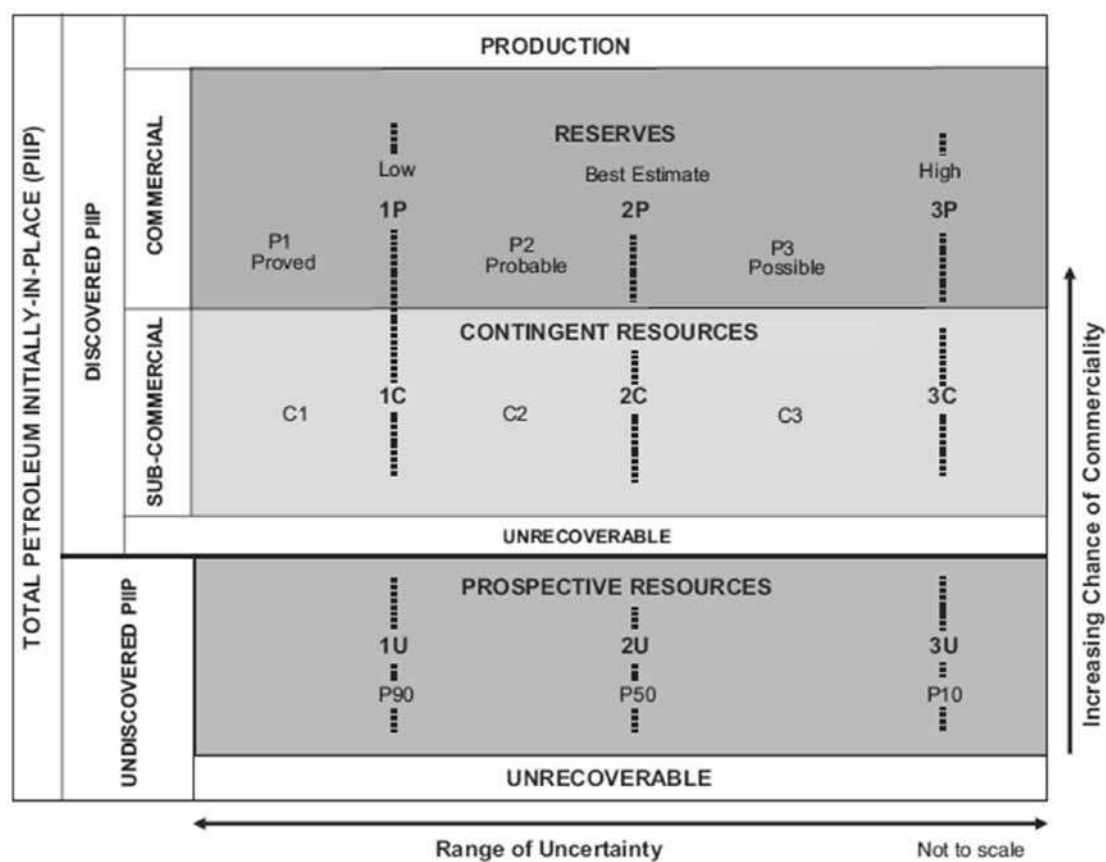 TOTAL PETROLEUM INITIALLY-IN-PLACE (PIIP)
DISCOVERED PIIP
COMMERCIAL
PRODUCTION
RESERVES
Low
Best Estimate
High
1P
2P
3P
P1
Proved
P2
Probable
P3
Possible
SUB-COMMERCIAL
CONTINGENT RESOURCES
1C
2C
3C
C1
C2
C3
UNRECOVERABLE
UNDISCOVERED PIIP
PROSPECTIVE RESOURCES
1U
2U
3U
P90
P50
P10
UNRECOVERABLE
Increasing Chance of Commerciality
Range of Uncertainty
Not to scale